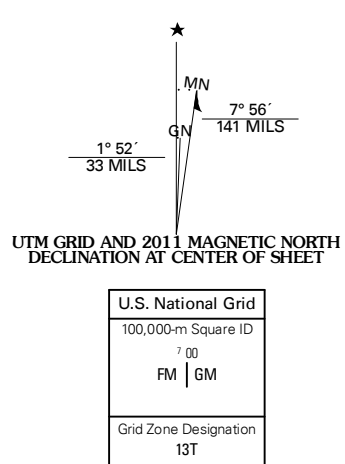 ★
MN
GN
7° 56´
141 MILS
1° 52´
33 MILS
UTM GRID AND 2011 MAGNETIC NORTH
DECLINATION AT CENTER OF SHEET
U.S. National Grid
100,000-m Square ID
7 00
FM GM
Grid Zone Designation
13T